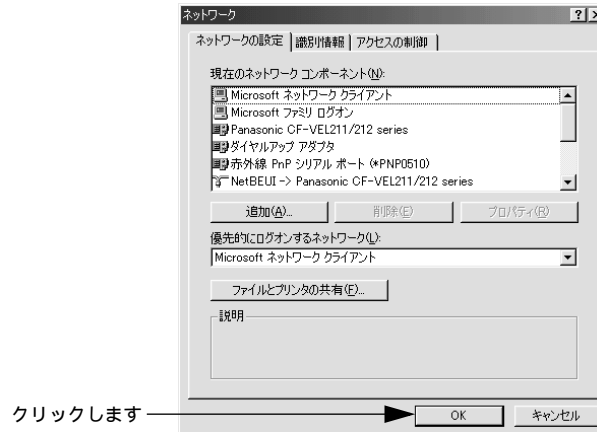 ネットワーク
ネットワークの設定 識別情報 アクセスの制御
現在のネットワーク コンポーネント(N):
Microsoft ネットワーク クライアント
Microsoft ファミリ ログオン
Panasonic CF-VEL211/212 series
ダイヤルアップ アダプタ
赤外線 PnP シリアル ポート (*PNP0510)
NetBEUI -> Panasonic CF-VEL211/212 series
追加(A)... 削除(E) プロパティ(R)
優先的にログオンするネットワーク(L):
Microsoft ネットワーク クライアント
ファイルとプリンタの共有(F)...
説明
クリックします OK キャンセル